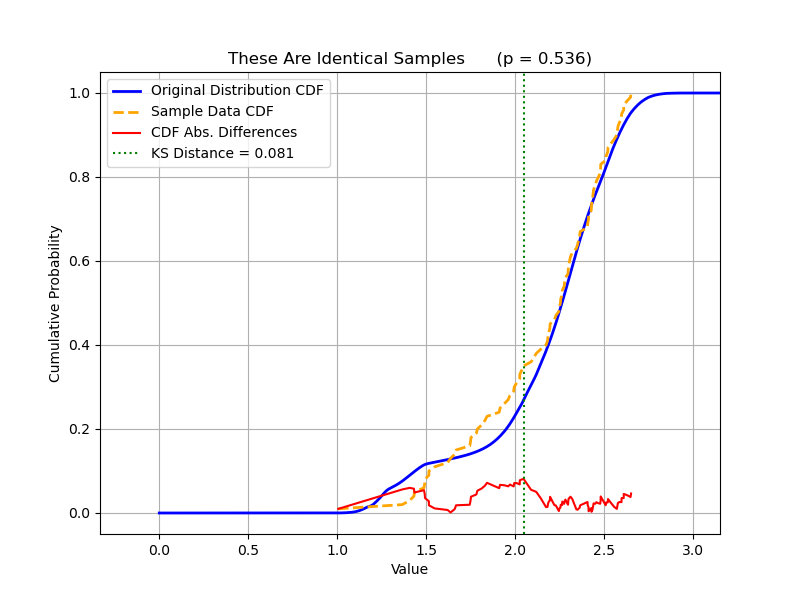 These Are Identical Samples (p = 0.536)
Original Distribution CDF
Sample Data CDF
CDF Abs. Differences
KS Distance = 0.081
1.0
0.8
0.6
0.4
0.2
0.0
Cumulative Probability
0.0 0.5 1.0 1.5 2.0 2.5 3.0
Value